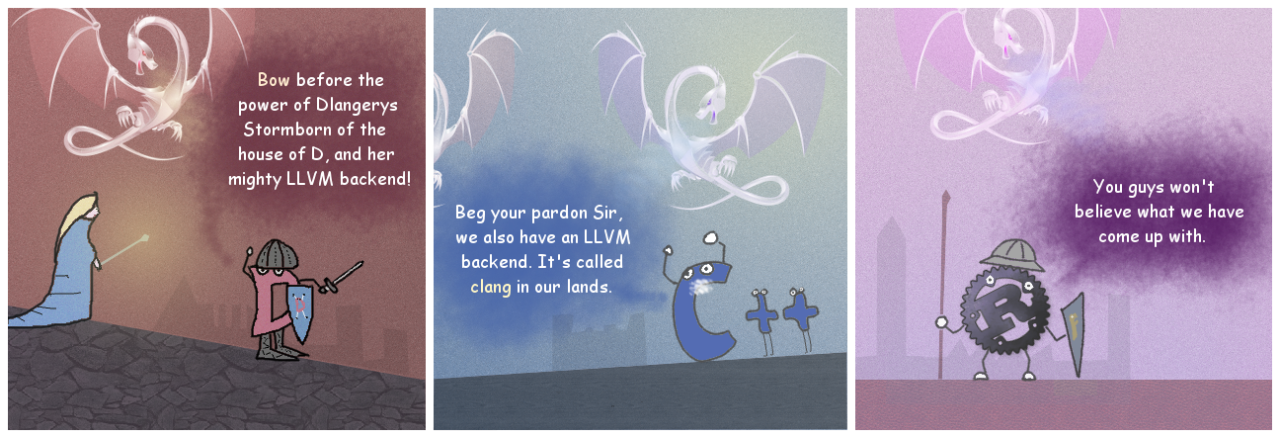 Bow before the
power of Dlangerys
Stormborn of the
house of D, and her
mighty LLVM backend!
Beg your pardon Sir,
we also have an LLVM
backend. It's called
clang in our lands.
C++
R
You guys won't
believe what we have
come up with.